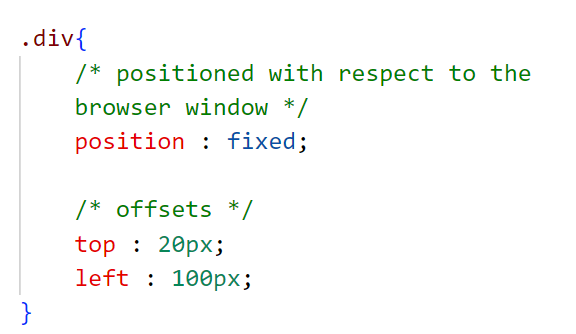 .div{
/* positioned with respect to the
browser window */
position : fixed;
/* offsets */
top : 20px;
left : 100px;
}